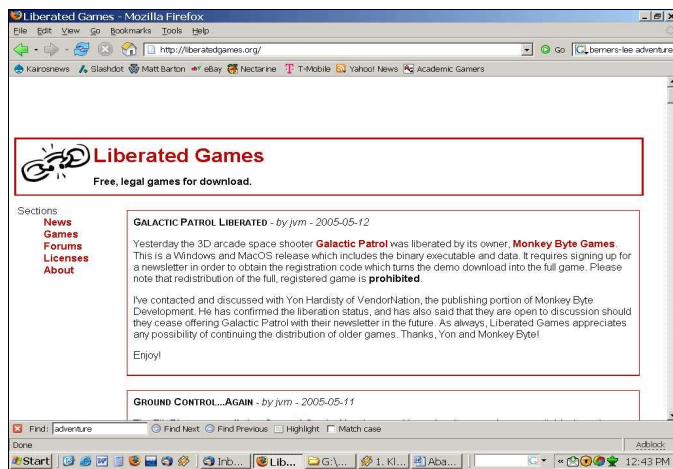 Liberated Games - Mozilla Firefox
File Edit View Go Bookmarks Tools Help
http://liberatedgames.org/ Go berners-lee adventure
Kairosnews Slashdot Matt Barton eBay Nectarine T-Mobile Yahoo! News Academic Gamers
Liberated Games
Free, legal games for download.
Sections
News
Games
Forums
Licenses
About
GALACTIC PATROL LIBERATED - by jvm - 2005-05-12
Yesterday the 3D arcade space shooter Galactic Patrol was liberated by its owner, Monkey Byte Games.
This is a Windows and MacOS release which includes the binary executable and data. It requires signing up for
a newsletter in order to obtain the registration code which turns the demo download into the full game. Please
note that redistribution of the full, registered game is prohibited.
I've contacted and discussed with Yon Hardisty of VendorNation, the publishing portion of Monkey Byte
Development. He has confirmed the liberation status, and has also said that they are open to discussion should
they cease offering Galactic Patrol with their newsletter in the future. As always, Liberated Games appreciates
any possibility of continuing the distribution of older games. Thanks, Yon and Monkey Byte!
Enjoy!
GROUND CONTROL...AGAIN - by jvm - 2005-05-11
Find: adventure Find Next Find Previous Highlight Match case
Done Adblock
Start Inb... Lib... G:\... 1. Kl... Aba... 12:43 PM